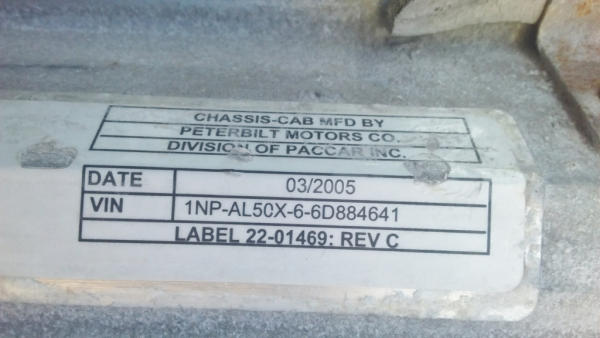 CHASSIS-CAB MFD BY
PETERBILT MOTORS CO.
DIVISION OF PACCAR INC.
DATE 03/2005
VIN 1NP-AL50X-6-6D884641
LABEL 22-01469: REV C